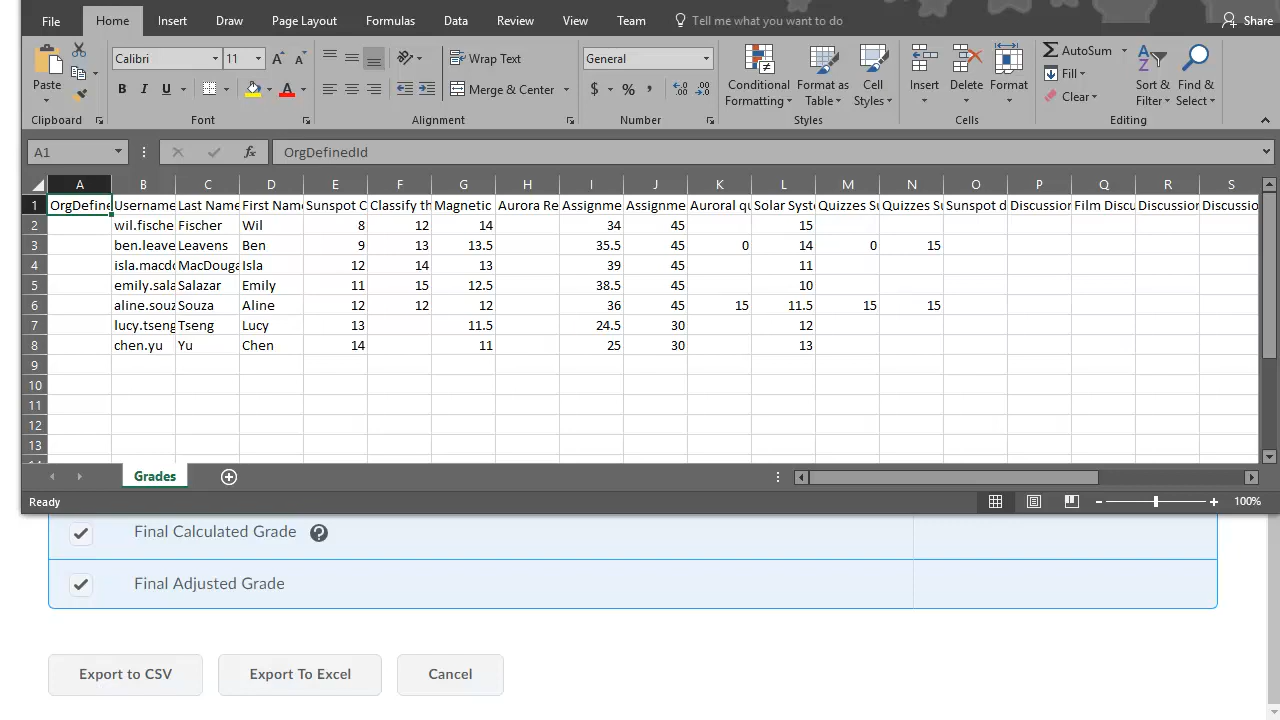 File Home Insert Draw Page Layout Formulas Data Review View Team Tell me what you want to do Share
Calibri 11 A A Wrap Text General AutoSum
Fill
Paste B I U A Merge & Center $ % , Conditional Formatting Format as Table Cell Styles Insert Delete Format Clear Sort & Filter Find & Select
Clipboard Font Alignment Number Styles Cells Editing
A1 fx OrgDefinedId
A B C D E F G H I J K L M N O P Q R S
1 OrgDefine Username Last Name First Name Sunspot C Classify th Magnetic Aurora Re Assignme Assignme Auroral qu Solar Syst Quizzes Su Quizzes Su Sunspot d Discussion Film Discu Discussion Discussio
2 wil.fische Fischer Wil 8 12 14 34 45 15
3 ben.leave Leavens Ben 9 13 13.5 35.5 45 0 14 0 15
4 isla.macdo MacDouga Isla 12 14 13 39 45 11
5 emily.sala Salazar Emily 11 15 12.5 38.5 45 10
6 aline.souz Souza Aline 12 12 12 36 45 15 11.5 15 15
7 lucy.tseng Tseng Lucy 13 11.5 24.5 30 12
8 chen.yu Yu Chen 14 11 25 30 13
9
10
11
12
13
Grades
Ready 100%
Final Calculated Grade ?
Final Adjusted Grade
Export to CSV Export To Excel Cancel